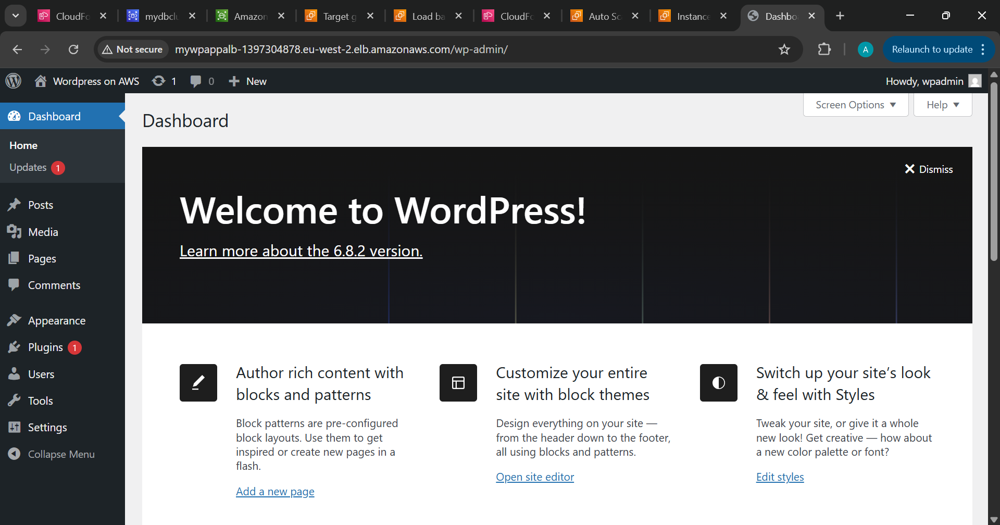 CloudFo
mydbclu
Amazon
Target g
Load ba
CloudFo
Auto Sc
Instance
Dashbo
Not secure
mywpappalb-1397304878.eu-west-2.elb.amazonaws.com/wp-admin/
A
Relaunch to update
Wordpress on AWS
1
0
New
Howdy, wpadmin
Dashboard
Home
Updates 1
Posts
Media
Pages
Comments
Appearance
Plugins 1
Users
Tools
Settings
Collapse Menu
Screen Options
Help
Dashboard
Dismiss
Welcome to WordPress!
Learn more about the 6.8.2 version.
Author rich content with
blocks and patterns
Block patterns are pre-configured
block layouts. Use them to get
inspired or create new pages in a
flash.
Add a new page
Customize your entire
site with block themes
Design everything on your site —
from the header down to the footer,
all using blocks and patterns.
Open site editor
Switch up your site’s look
& feel with Styles
Tweak your site, or give it a whole
new look! Get creative — how about
a new color palette or font?
Edit styles